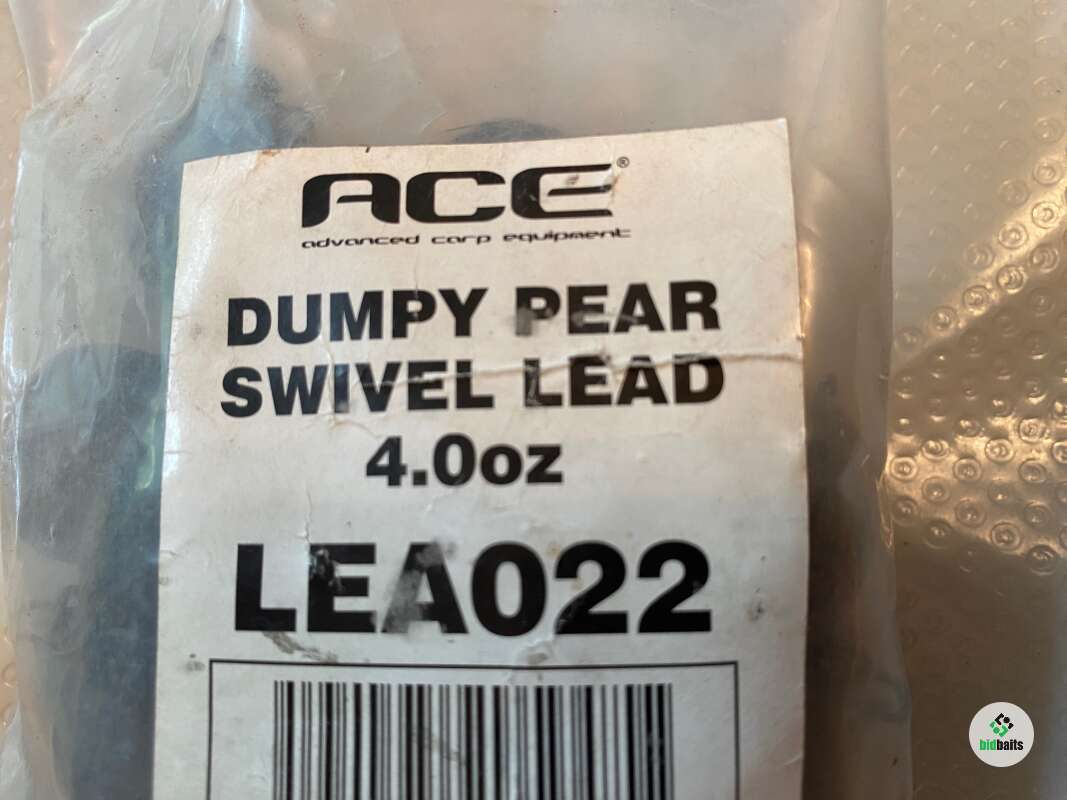 ACE®
advanced carp equipment
DUMPY PEAR
SWIVEL LEAD
4.0oz
LEA022
bidbaits